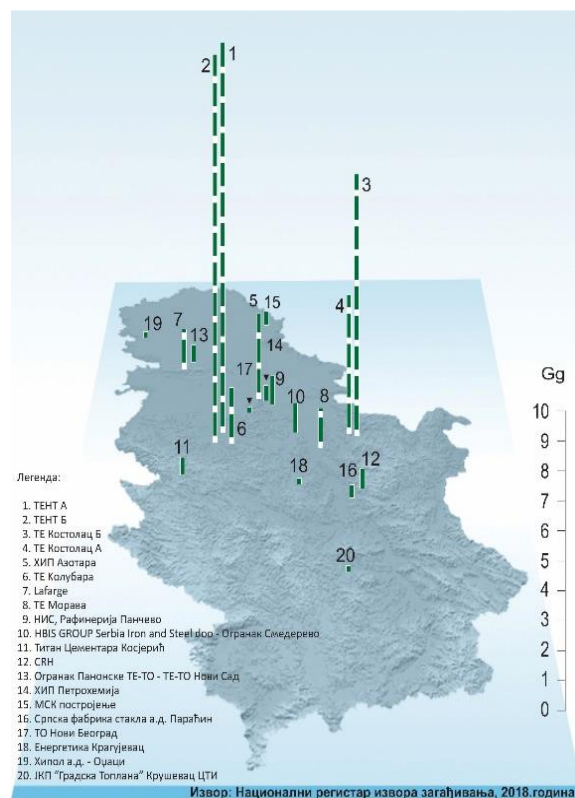 1
2
3
4
5
15
7
19
13
14
17
9
10
8
6
11
18
16
12
20
Gg
10
9
8
7
6
5
4
3
2
1
0
Легенда:
1. ТЕНТ А
2. ТЕНТ Б
3. ТЕ Костолац Б
4. ТЕ Костолац А
5. ХИП Азотара
6. ТЕ Колубара
7. Lafarge
8. ТЕ Морава
9. НИС, Рафинерија Панчево
10. HBIS GROUP Serbia Iron and Steel doo - Огранак Смедерево
11. Титан Цементара Косјерић
12. CRH
13. Огранак Панонске ТЕ-ТО - ТЕ-ТО Нови Сад
14. ХИП Петрохемија
15. МСК постројење
16. Српска фабрика стакла а.д. Параћин
17. ТО Нови Београд
18. Енергетика Крагујевац
19. Хипол а.д. - Оџаци
20. ЈКП "Градска Топлана" Крушевац ЦТИ
Извор: Национални регистар извора загађивања, 2018.година